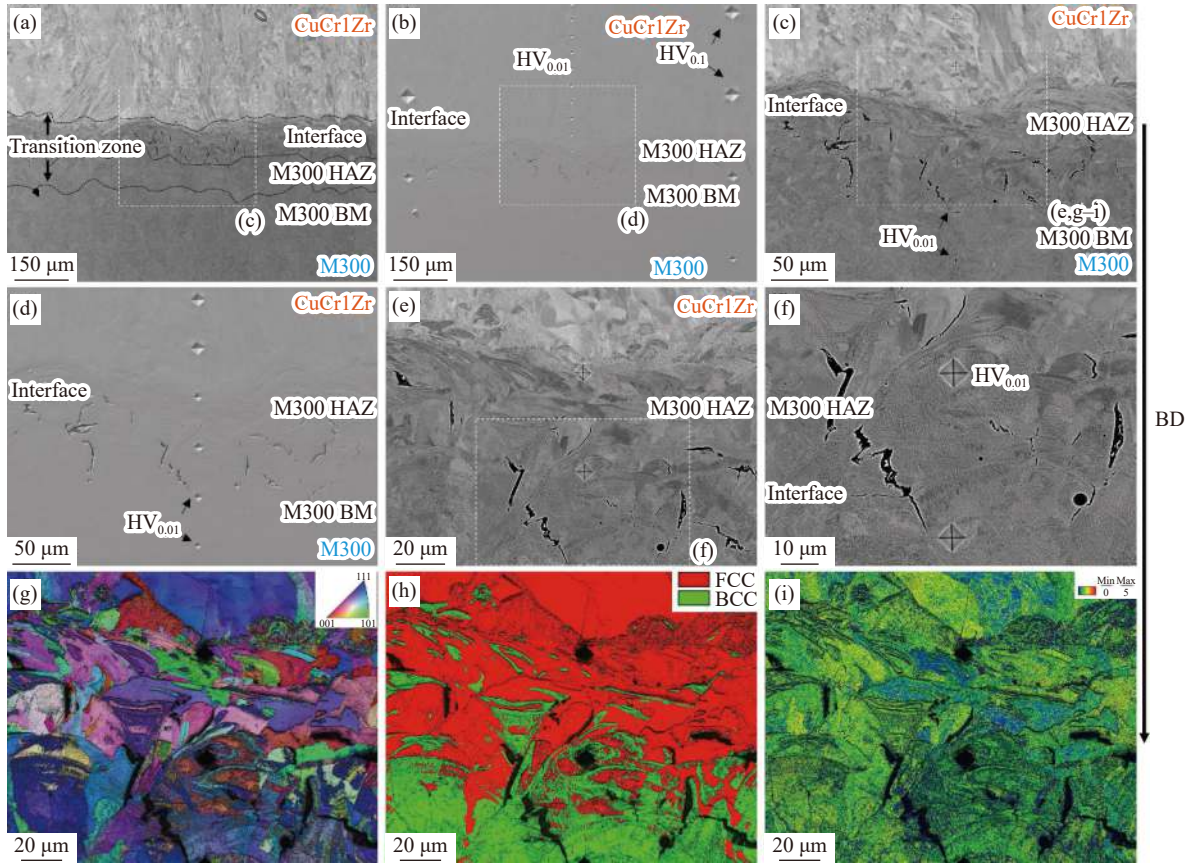 (a)
CuCr1Zr
Transition zone
Interface
M300 HAZ
M300 BM
(c)
150 μm
M300
(b)
CuCr1Zr
HV0.01
HV0.1
Interface
M300 HAZ
M300 BM
(d)
150 μm
M300
(c)
CuCr1Zr
Interface
M300 HAZ
(e,g–i)
HV0.01
M300 BM
50 μm
M300
(d)
CuCr1Zr
Interface
M300 HAZ
HV0.01
M300 BM
50 μm
M300
(e)
CuCr1Zr
M300 HAZ
20 μm
(f)
(f)
HV0.01
M300 HAZ
Interface
10 μm
BD
(g)
111
001 101
20 μm
(h)
FCC
BCC
20 μm
(i)
Min Max
0 5
20 μm